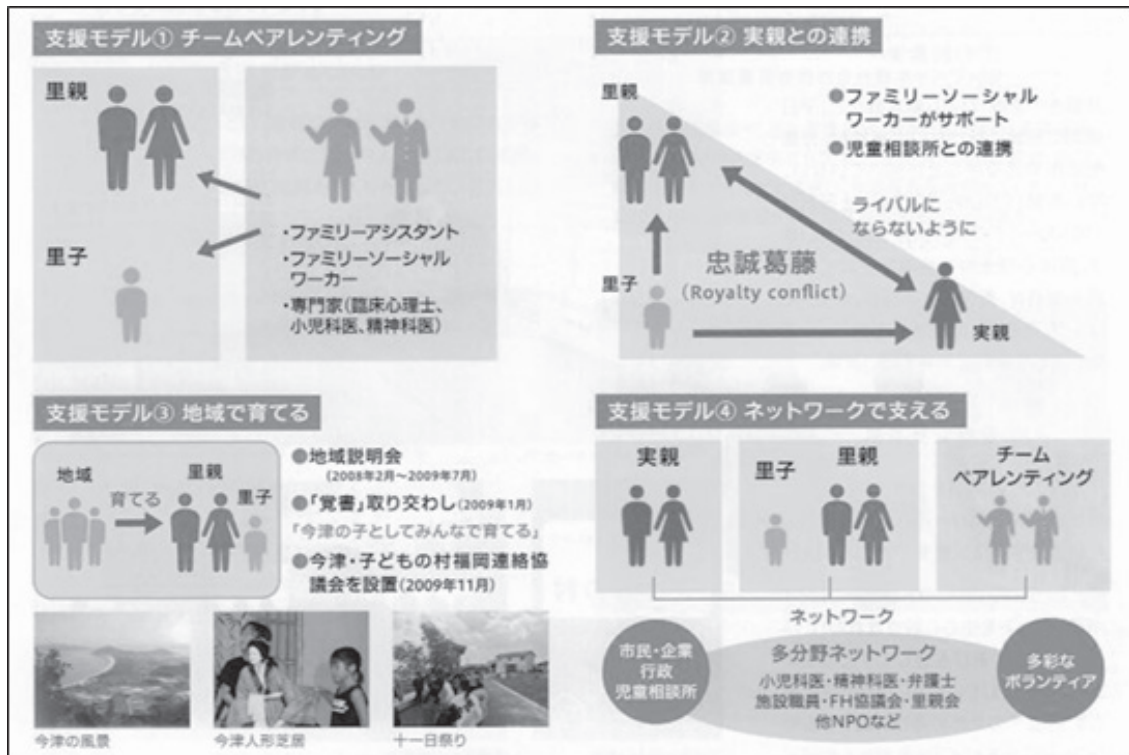 支援モデル① チームペアレンティング
里親
里子
・ファミリーアシスタント
・ファミリーソーシャル
ワーカー
・専門家(臨床心理士、
小児科医、精神科医)
支援モデル② 実親との連携
里親
●ファミリーソーシャル
ワーカーがサポート
●児童相談所との連携
ライバルに
ならないように
忠誠葛藤
(Royalty conflict)
里子
実親
支援モデル③ 地域で育てる
地域
育てる
里親
里子
●地域説明会
(2008年2月～2009年7月)
●「覚書」取り交わし(2009年1月)
「今津の子としてみんなで育てる」
●今津・子どもの村福岡連絡協
議会を設置(2009年11月)
今津の風景
今津人形芝居
十一日祭り
支援モデル④ ネットワークで支える
実親
里子
里親
チーム
ペアレンティング
ネットワーク
市民・企業
行政
児童相談所
多分野ネットワーク
小児科医・精神科医・弁護士
施設職員・FH協議会・里親会
他NPOなど
多彩な
ボランティア